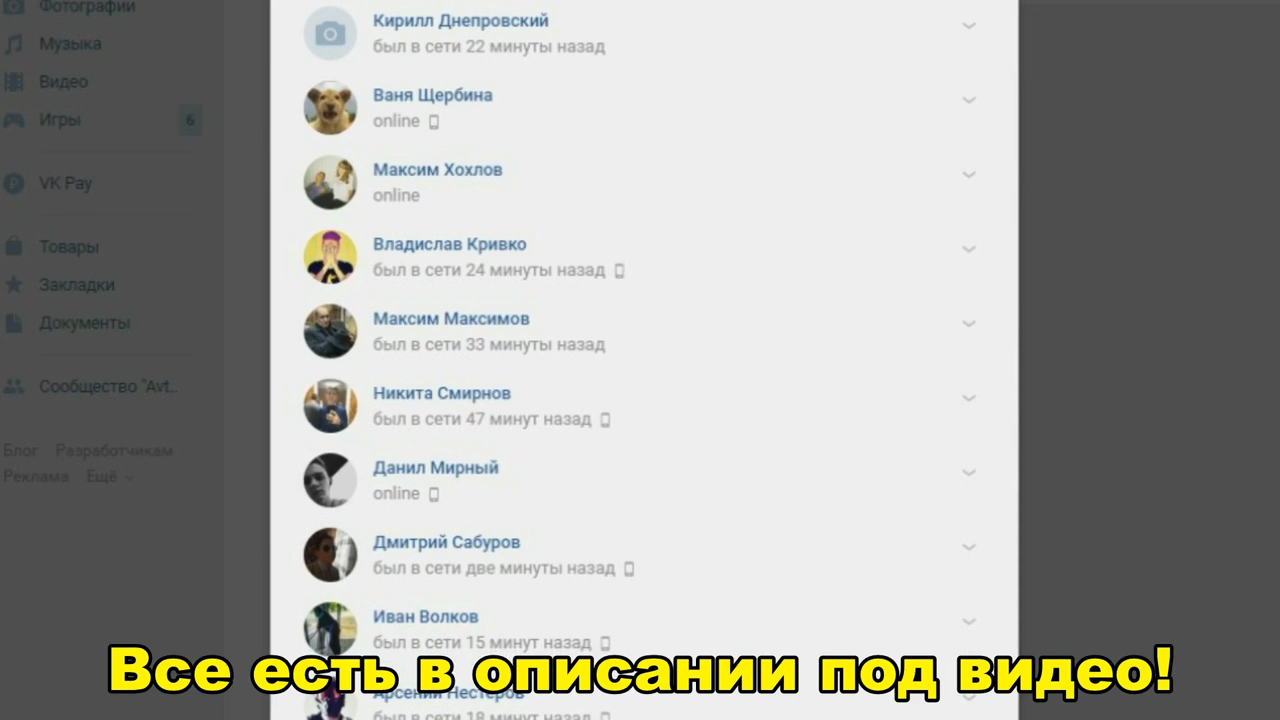 Фотографии
Музыка
Видео
Игры 6
VK Pay
Товары
Закладки
Документы
Сообщество "Avt..
Блог Разработчикам
Реклама Ещё
Кирилл Днепровский
был в сети 22 минуты назад
Ваня Щербина
online
Максим Хохлов
online
Владислав Кривко
был в сети 24 минуты назад
Максим Максимов
был в сети 33 минуты назад
Никита Смирнов
был в сети 47 минут назад
Данил Мирный
online
Дмитрий Сабуров
был в сети две минуты назад
Иван Волков
был в сети 15 минут назад
Все есть в описании под видео!
Арсений Нестеров
был в сети 18 минут назад